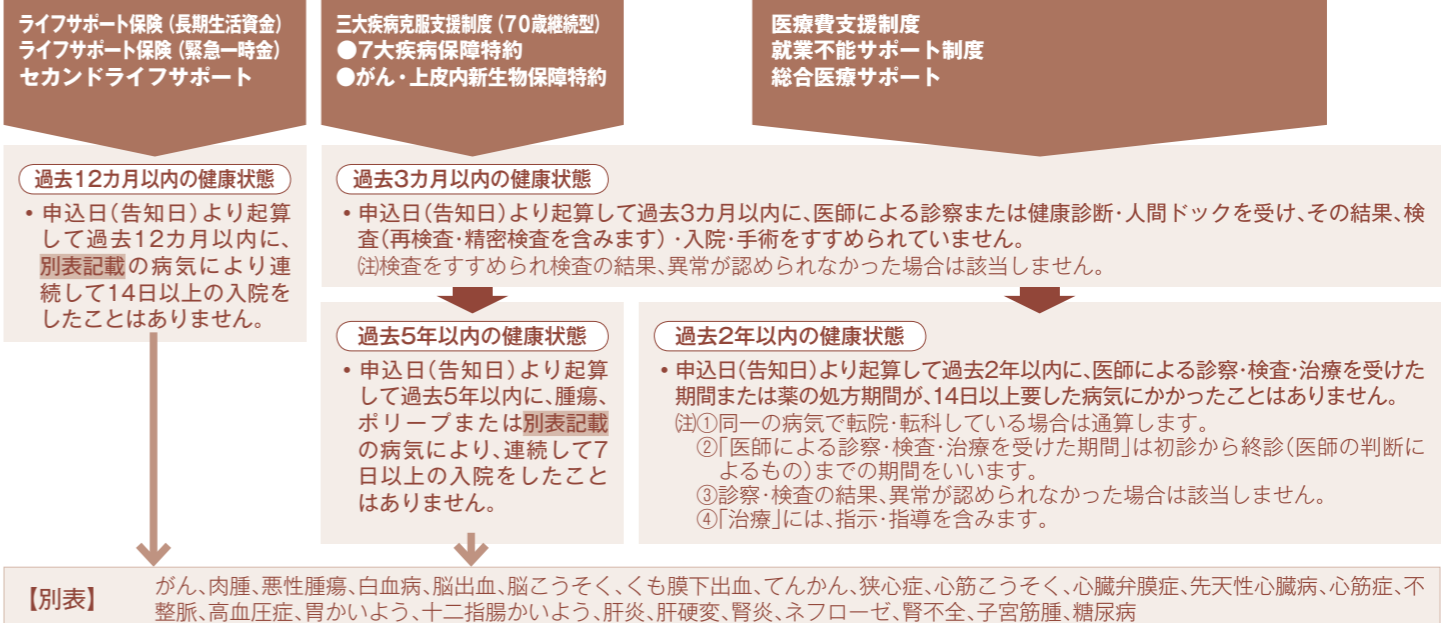 ライフサポート保険（長期生活資金）
ライフサポート保険（緊急一時金）
セカンドライフサポート
三大疾病克服支援制度（70歳継続型）
●7大疾病保障特約
●がん・上皮内新生物保障特約
医療費支援制度
就業不能サポート制度
総合医療サポート
過去12カ月以内の健康状態
・申込日（告知日）より起算
して過去12カ月以内に、
別表記載の病気により連
続して14日以上の入院を
したことはありません。
過去3カ月以内の健康状態
・申込日（告知日）より起算して過去3カ月以内に、医師による診察または健康診断・人間ドックを受け、その結果、検
査（再検査・精密検査を含みます）・入院・手術をすすめられていません。
㊟検査をすすめられ検査の結果、異常が認められなかった場合は該当しません。
過去5年以内の健康状態
・申込日（告知日）より起算
して過去5年以内に、腫瘍、
ポリープまたは別表記載
の病気により、連続して7
日以上の入院をしたこと
はありません。
過去2年以内の健康状態
・申込日（告知日）より起算して過去2年以内に、医師による診察・検査・治療を受けた
期間または薬の処方期間が、14日以上要した病気にかかったことはありません。
㊟①同一の病気で転院・転科している場合は通算します。
②「医師による診察・検査・治療を受けた期間」は初診から終診（医師の判断に
よるもの）までの期間をいいます。
③診察・検査の結果、異常が認められなかった場合は該当しません。
④「治療」には、指示・指導を含みます。
【別表】 がん、肉腫、悪性腫瘍、白血病、脳出血、脳こうそく、くも膜下出血、てんかん、狭心症、心筋こうそく、心臓弁膜症、先天性心臓病、心筋症、不
整脈、高血圧症、胃かいよう、十二指腸かいよう、肝炎、肝硬変、腎炎、ネフローゼ、腎不全、子宮筋腫、糖尿病